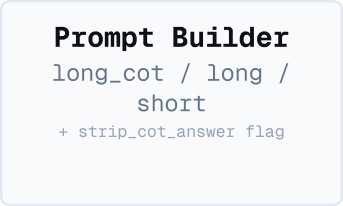 Prompt Builder
long_cot / long /
short
+ strip_cot_answer flag